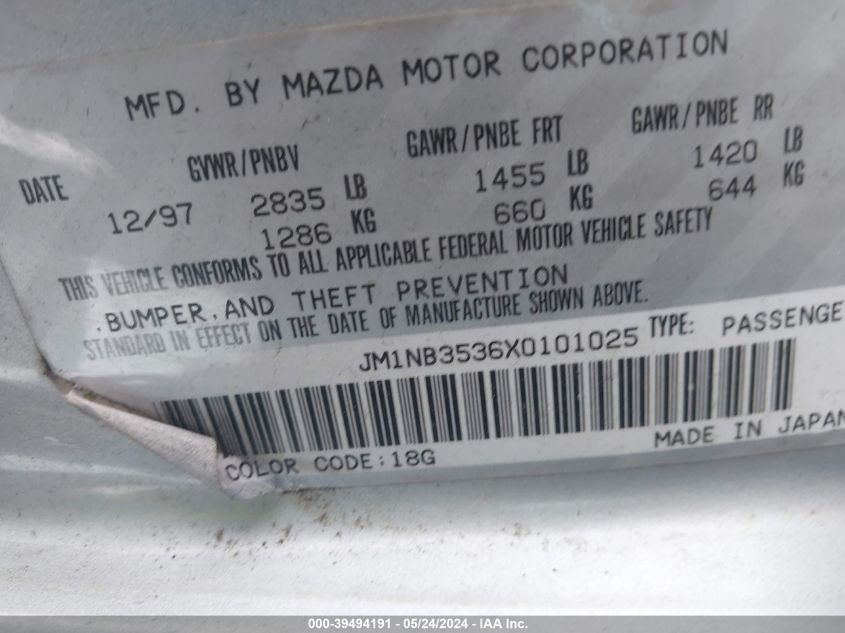 MFD. BY MAZDA MOTOR CORPORATION
DATE GVWR/PNBV GAWR/PNBE FRT GAWR/PNBE RR
12/97 2835 LB 1455 LB 1420 LB
1286 KG 660 KG 644 KG
THIS VEHICLE CONFORMS TO ALL APPLICABLE FEDERAL MOTOR VEHICLE SAFETY
,BUMPER,AND THEFT PREVENTION
STANDARD IN EFFECT ON THE DATE OF MANUFACTURE SHOWN ABOVE.
JM1NB3536X0101025 TYPE: PASSENGE
COLOR CODE:18G MADE IN JAPAN
000-39494191 - 05/24/2024 - IAA Inc.